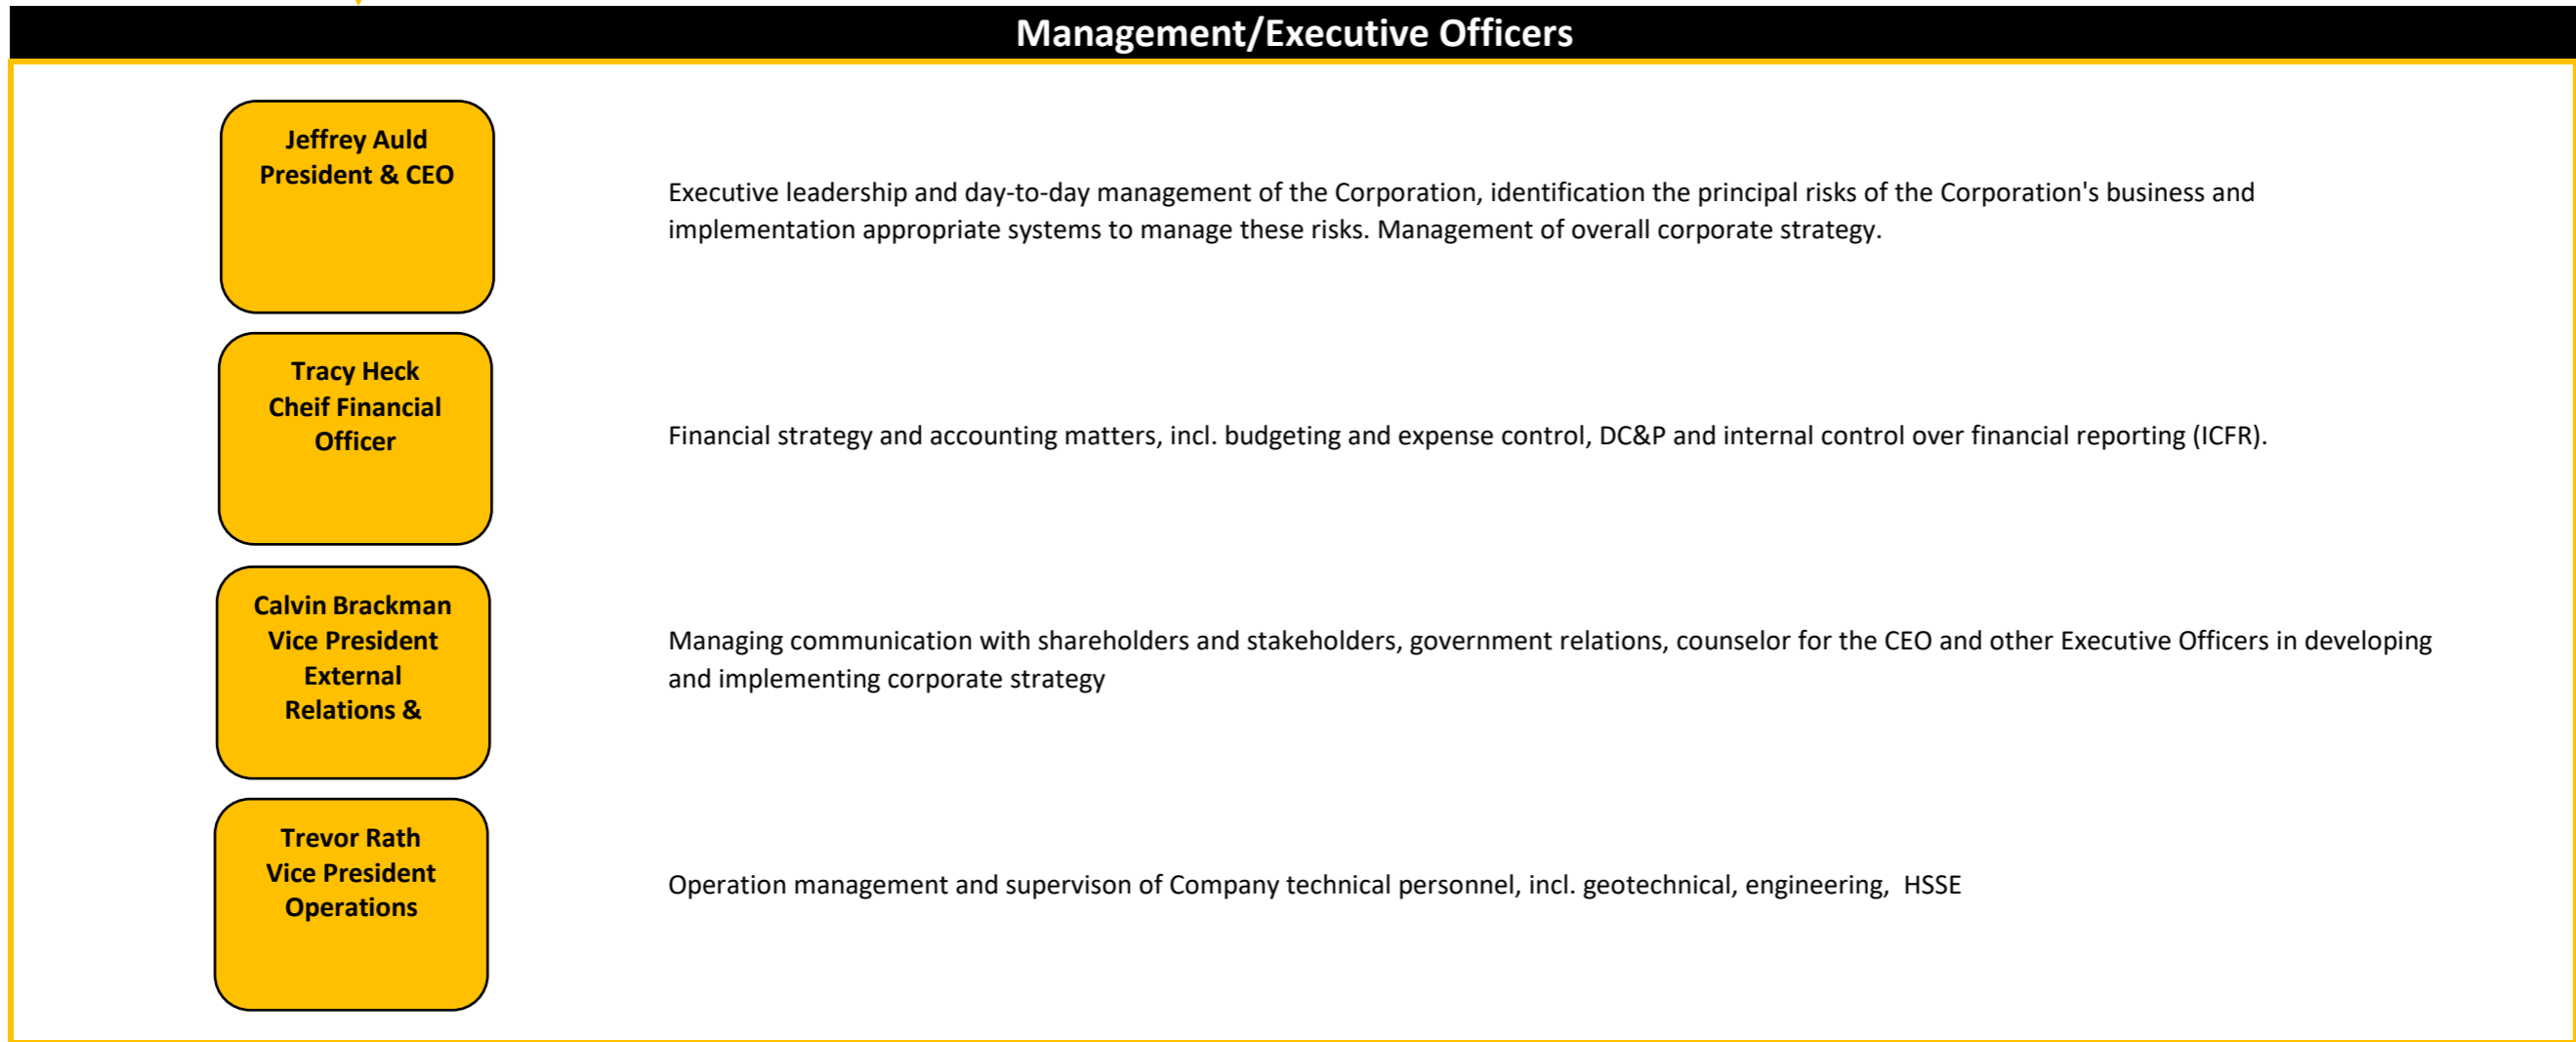 Management/Executive Officers
Jeffrey Auld
President & CEO
Executive leadership and day-to-day management of the Corporation, identification the principal risks of the Corporation's business and
implementation appropriate systems to manage these risks. Management of overall corporate strategy.
Tracy Heck
Cheif Financial
Officer
Financial strategy and accounting matters, incl. budgeting and expense control, DC&P and internal control over financial reporting (ICFR).
Calvin Brackman
Vice President
External
Relations &
Managing communication with shareholders and stakeholders, government relations, counselor for the CEO and other Executive Officers in developing
and implementing corporate strategy
Trevor Rath
Vice President
Operations
Operation management and supervison of Company technical personnel, incl. geotechnical, engineering,  HSSE